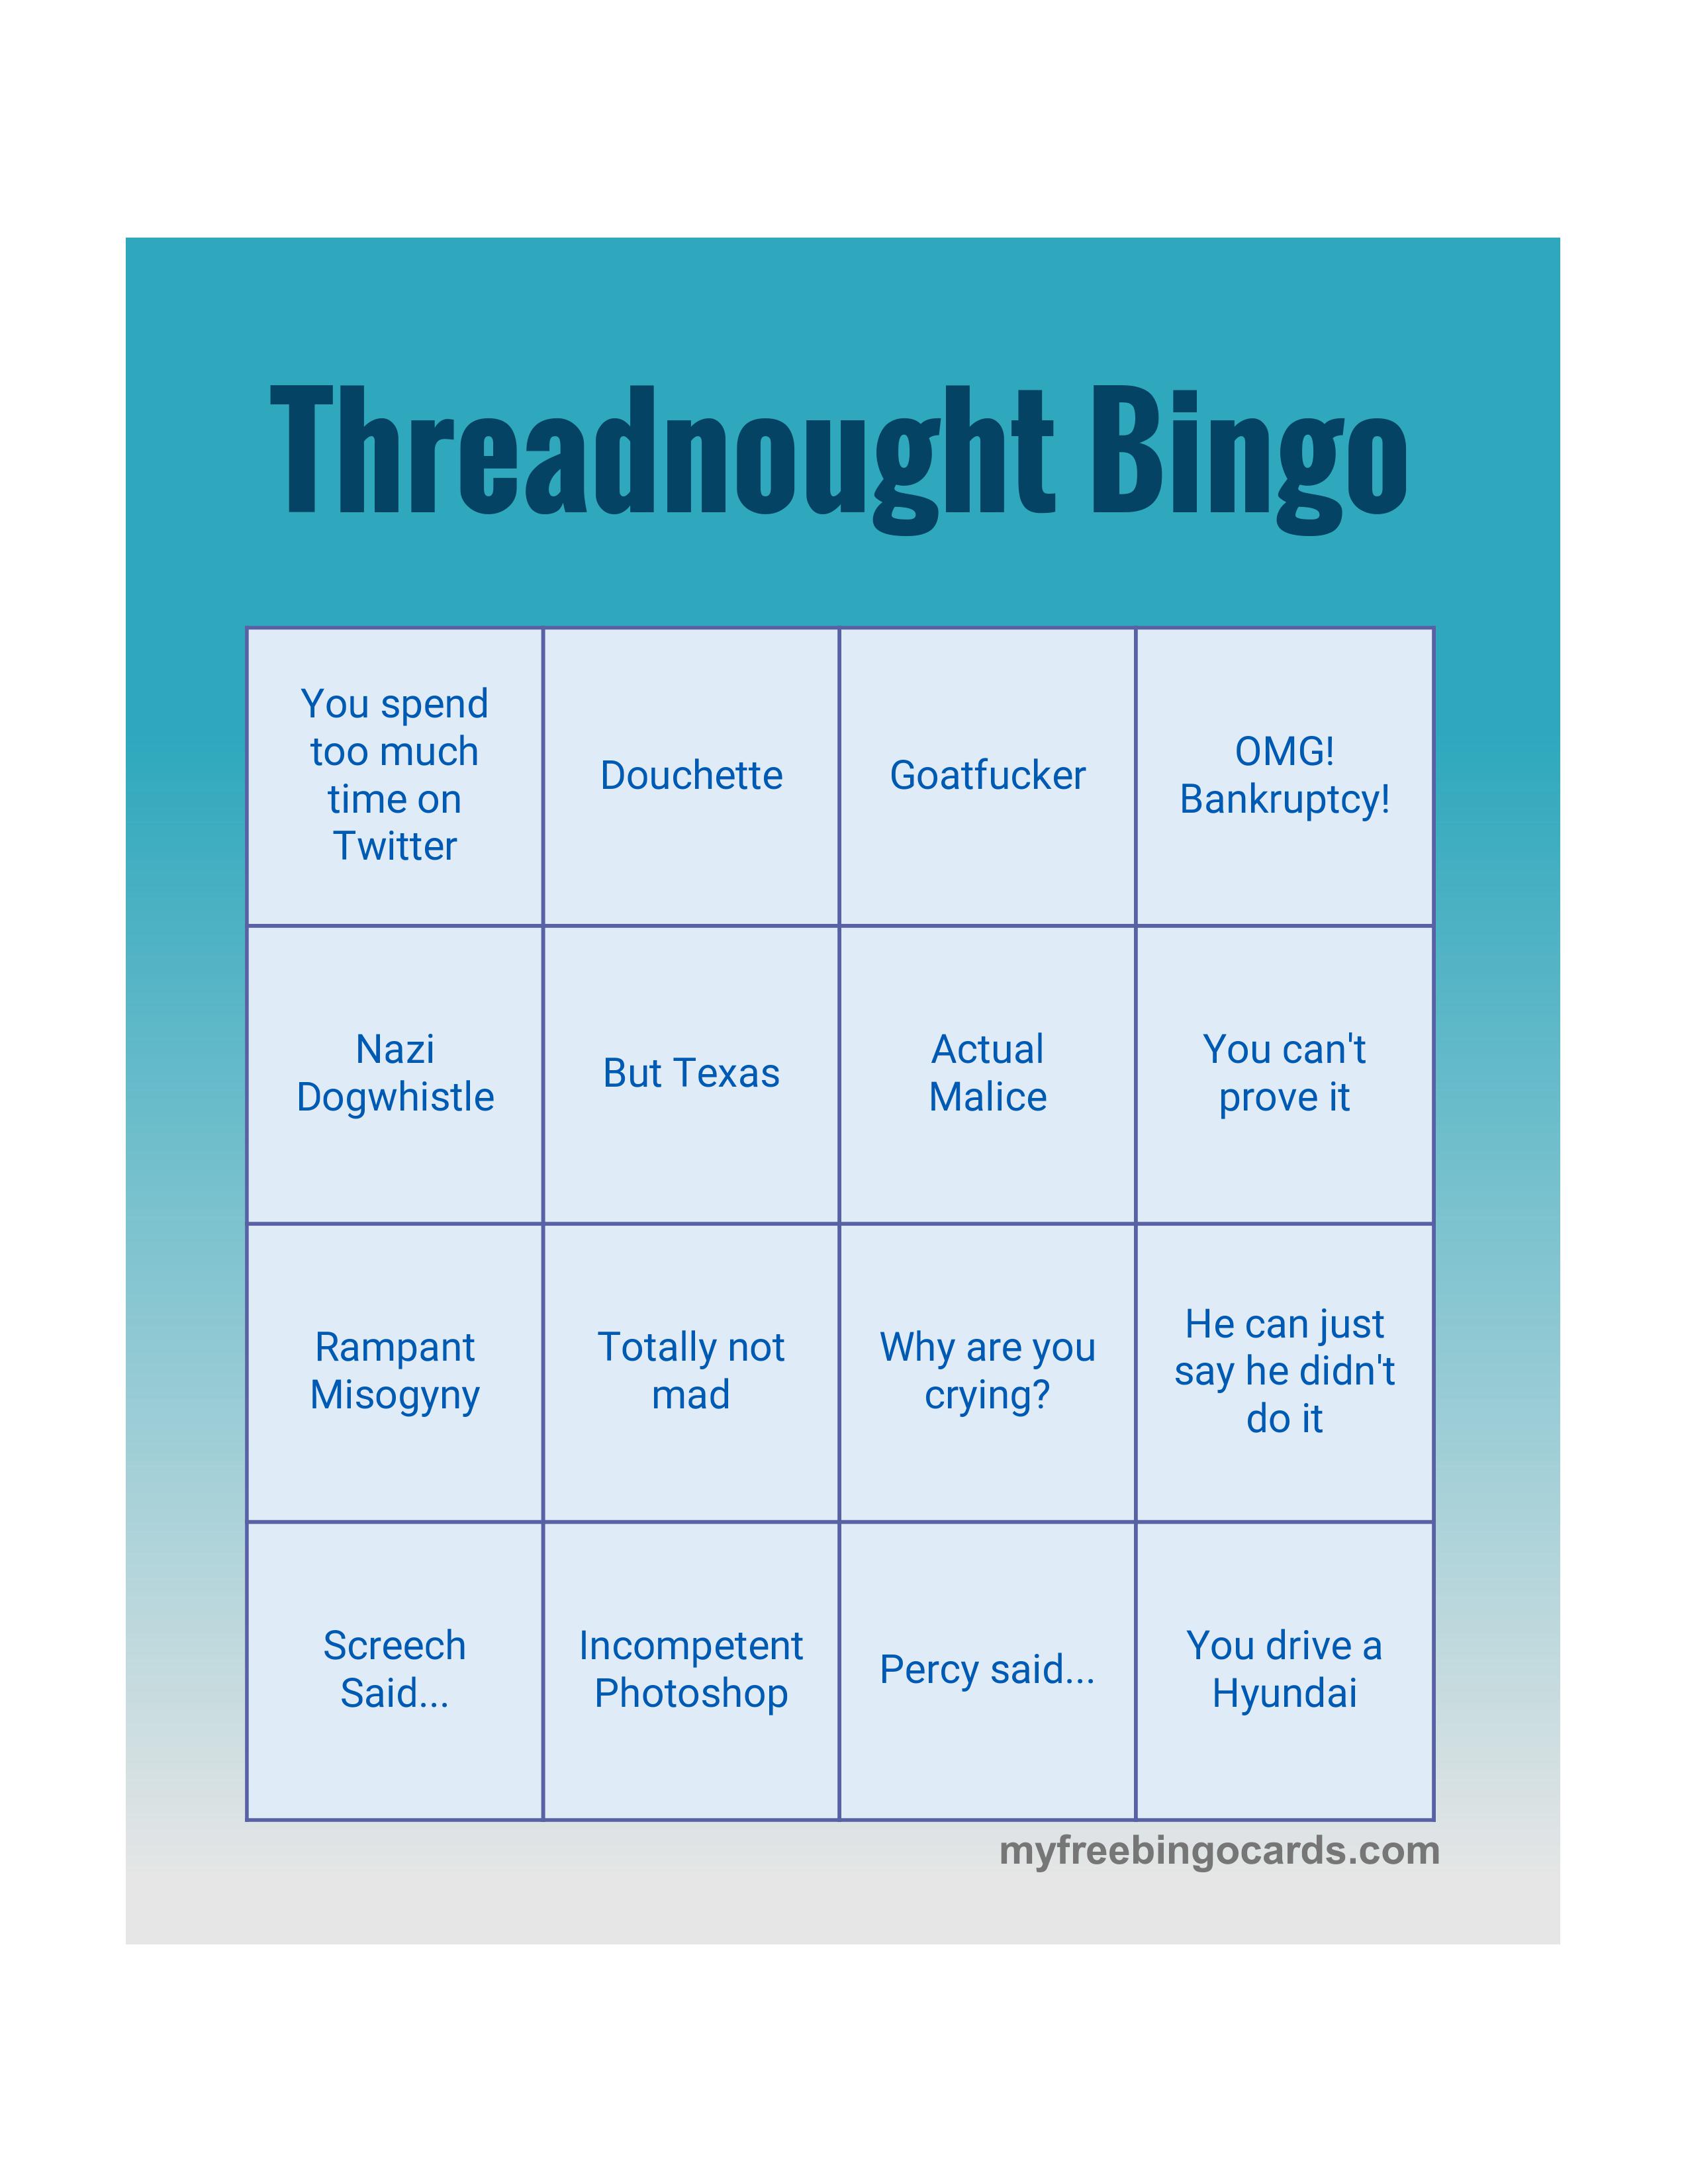 Threadnought Bingo
You spend
too much
time on
Twitter
Douchette
Goatfucker
OMG!
Bankruptcy!
Nazi
Dogwhistle
But Texas
Actual
Malice
You can't
prove it
Rampant
Misogyny
Totally not
mad
Why are you
crying?
He can just
say he didn't
do it
Screech
Said...
Incompetent
Photoshop
Percy said...
You drive a
Hyundai
myfreebingocards.com